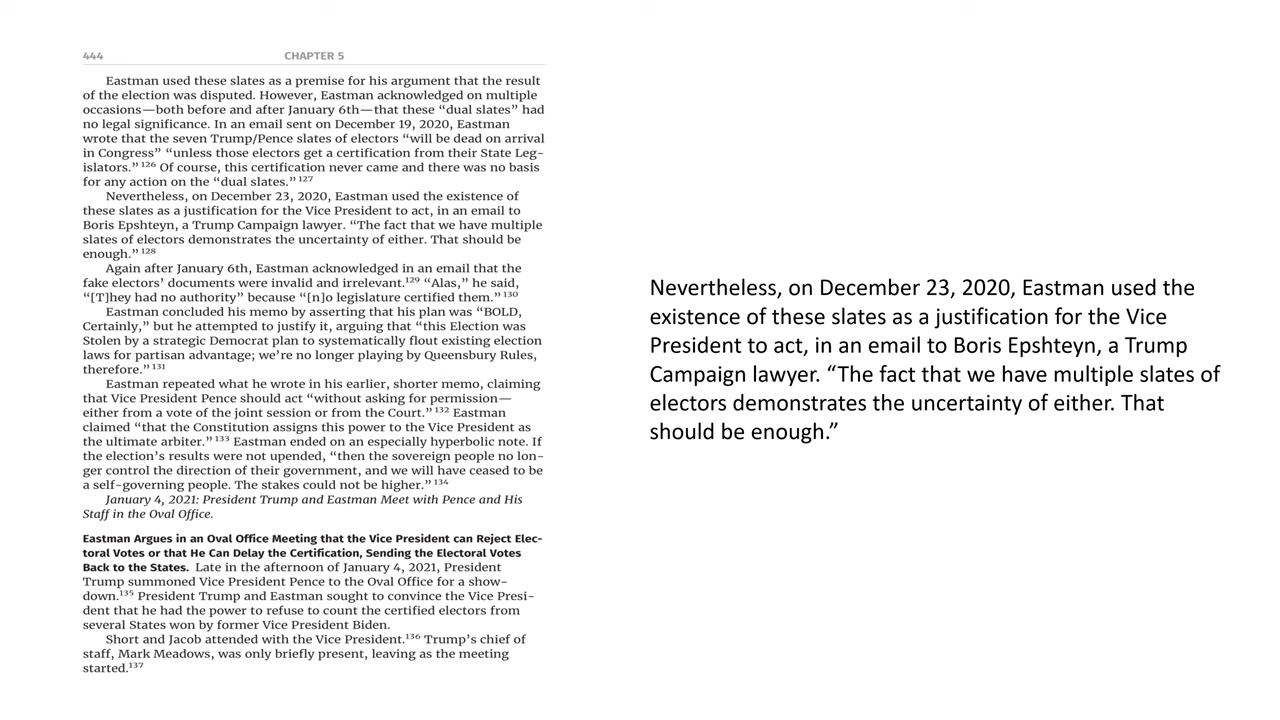 444 CHAPTER 5
Eastman used these slates as a premise for his argument that the result
of the election was disputed. However, Eastman acknowledged on multiple
occasions—both before and after January 6th—that these “dual slates” had
no legal significance. In an email sent on December 19, 2020, Eastman
wrote that the seven Trump/Pence slates of electors “will be dead on arrival
in Congress” “unless those electors get a certification from their State Leg-
islators.” 126 Of course, this certification never came and there was no basis
for any action on the “dual slates.” 127
Nevertheless, on December 23, 2020, Eastman used the existence of
these slates as a justification for the Vice President to act, in an email to
Boris Epshteyn, a Trump Campaign lawyer. “The fact that we have multiple
slates of electors demonstrates the uncertainty of either. That should be
enough.” 128
Again after January 6th, Eastman acknowledged in an email that the
fake electors’ documents were invalid and irrelevant.129 “Alas,” he said,
“[T]hey had no authority” because “[n]o legislature certified them.” 130
Eastman concluded his memo by asserting that his plan was “BOLD,
Certainly,” but he attempted to justify it, arguing that “this Election was
Stolen by a strategic Democrat plan to systematically flout existing election
laws for partisan advantage; we’re no longer playing by Queensbury Rules,
therefore.” 131
Eastman repeated what he wrote in his earlier, shorter memo, claiming
that Vice President Pence should act “without asking for permission—
either from a vote of the joint session or from the Court.” 132 Eastman
claimed “that the Constitution assigns this power to the Vice President as
the ultimate arbiter.” 133 Eastman ended on an especially hyperbolic note. If
the election’s results were not upended, “then the sovereign people no lon-
ger control the direction of their government, and we will have ceased to be
a self-governing people. The stakes could not be higher.” 134
January 4, 2021: President Trump and Eastman Meet with Pence and His
Staff in the Oval Office.
Eastman Argues in an Oval Office Meeting that the Vice President can Reject Elec-
toral Votes or that He Can Delay the Certification, Sending the Electoral Votes
Back to the States. Late in the afternoon of January 4, 2021, President
Trump summoned Vice President Pence to the Oval Office for a show-
down.135 President Trump and Eastman sought to convince the Vice Presi-
dent that he had the power to refuse to count the certified electors from
several States won by former Vice President Biden.
Short and Jacob attended with the Vice President.136 Trump’s chief of
staff, Mark Meadows, was only briefly present, leaving as the meeting
started.137
Nevertheless, on December 23, 2020, Eastman used the
existence of these slates as a justification for the Vice
President to act, in an email to Boris Epshteyn, a Trump
Campaign lawyer. “The fact that we have multiple slates of
electors demonstrates the uncertainty of either. That
should be enough.”